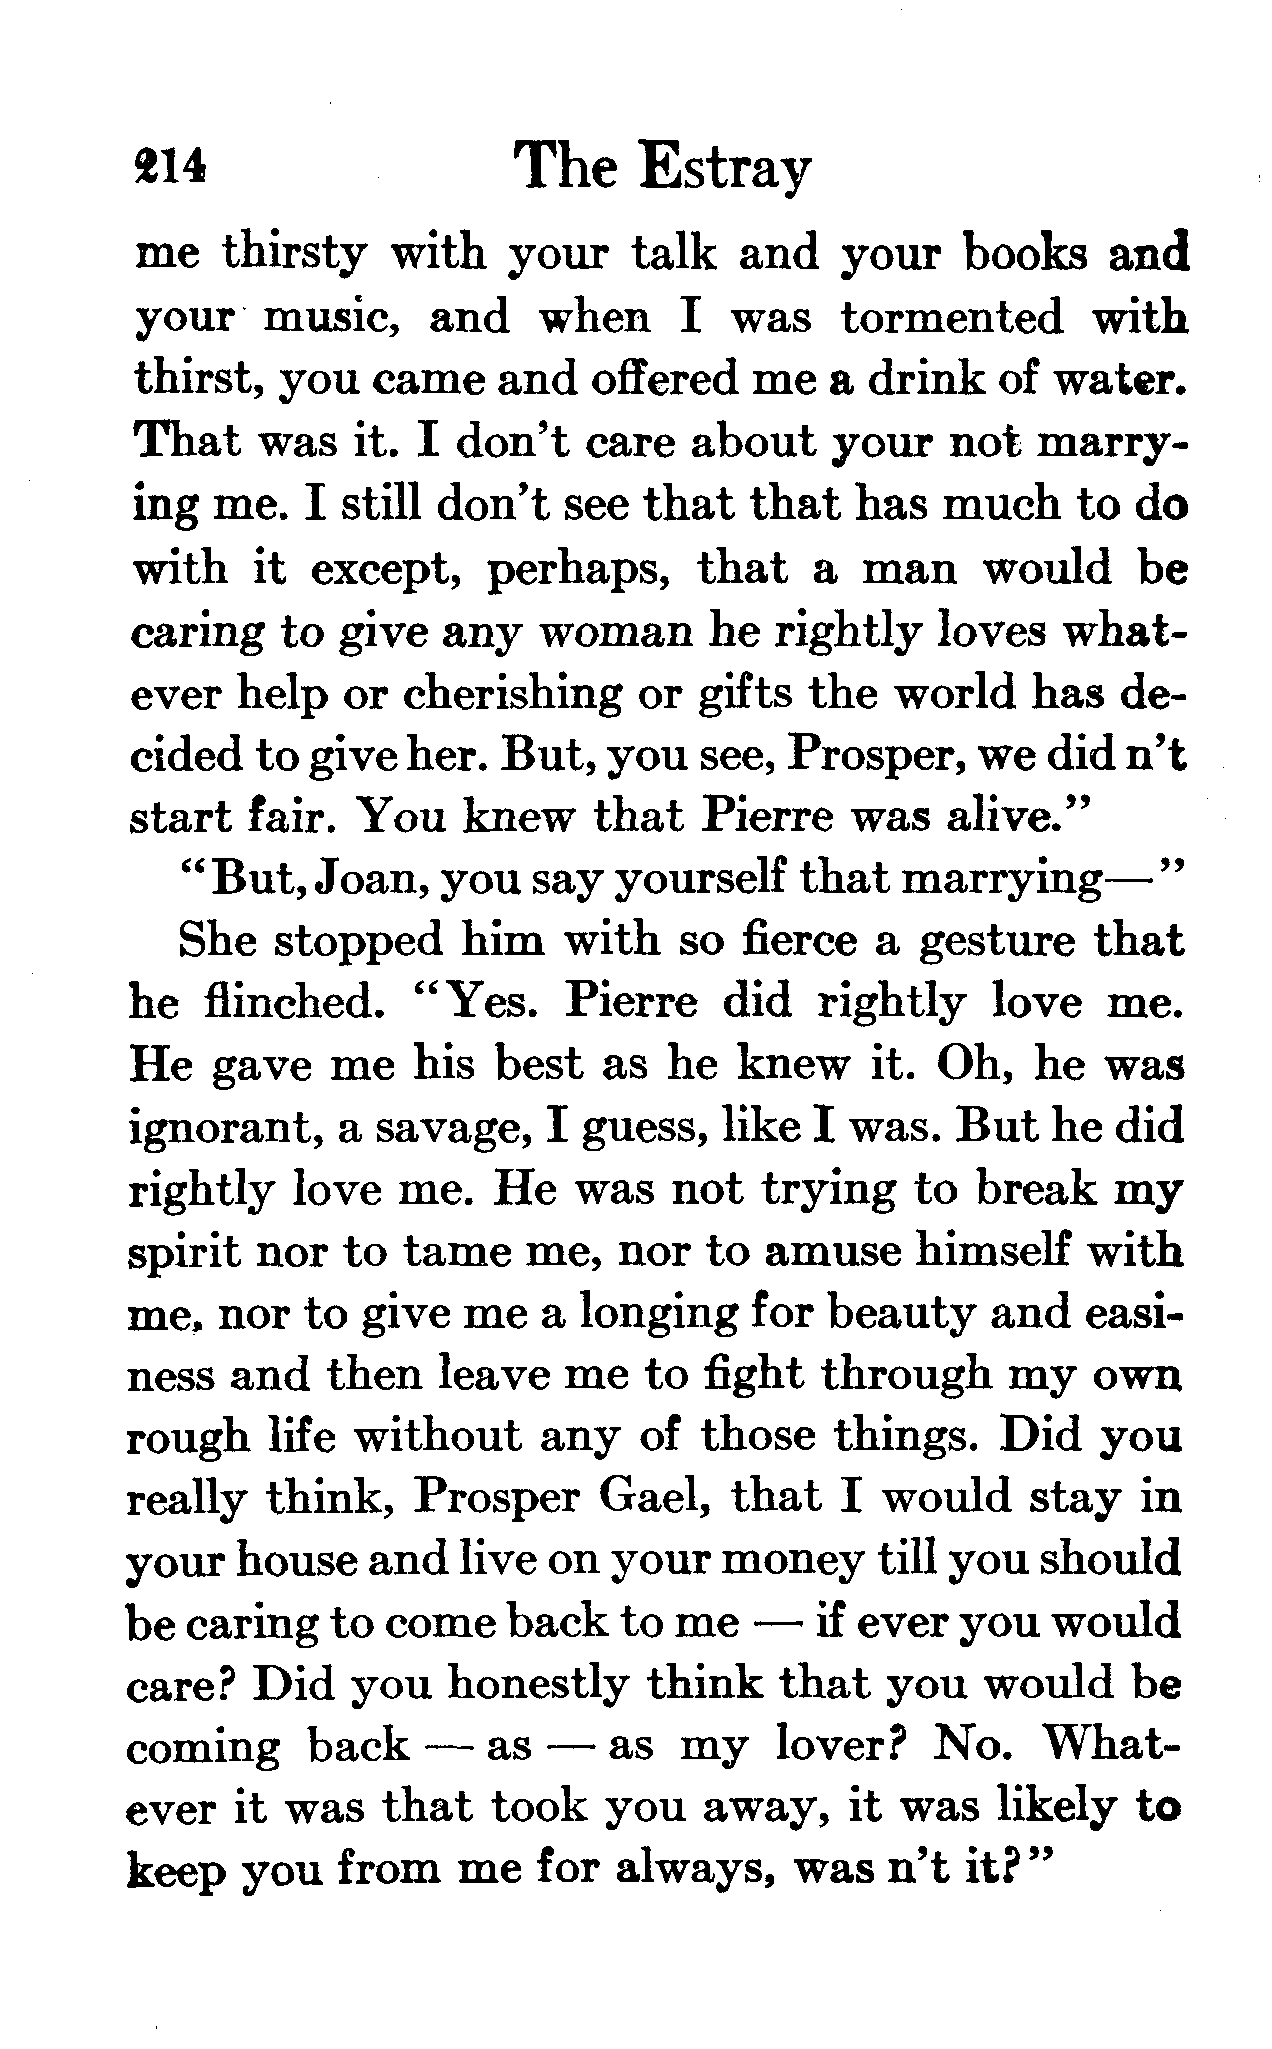 214 The Estray
me thirsty with your talk and your books and
your music, and when I was tormented with
thirst, you came and offered me a drink of water.
That was it. I don't care about your not marry-
ing me. I still don't see that that has much to do
with it except, perhaps, that a man would be
caring to give any woman he rightly loves what-
ever help or cherishing or gifts the world has de-
cided to give her. But, you see, Prosper, we did n't
start fair. You knew that Pierre was alive."
"But, Joan, you say yourself that marrying—"
She stopped him with so fierce a gesture that
he flinched. "Yes. Pierre did rightly love me.
He gave me his best as he knew it. Oh, he was
ignorant, a savage, I guess, like I was. But he did
rightly love me. He was not trying to break my
spirit nor to tame me, nor to amuse himself with
me, nor to give me a longing for beauty and easi-
ness and then leave me to fight through my own
rough life without any of those things. Did you
really think, Prosper Gael, that I would stay in
your house and live on your money till you should
be caring to come back to me — if ever you would
care? Did you honestly think that you would be
coming back — as — as my lover? No. What-
ever it was that took you away, it was likely to
keep you from me for always, was n't it?"